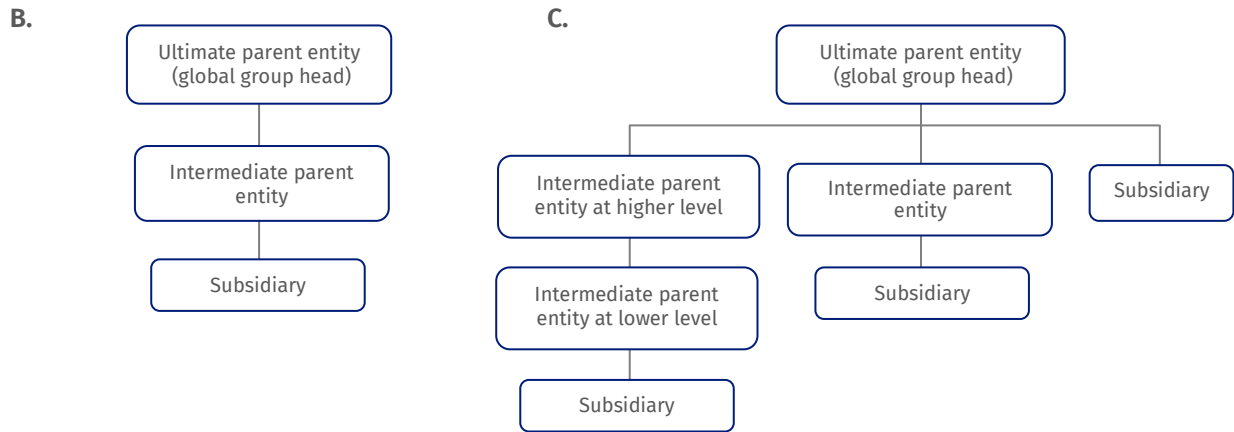 B.
Ultimate parent entity
(global group head)
Intermediate parent
entity
Subsidiary
C.
Ultimate parent entity
(global group head)
Intermediate parent
entity at higher level
Intermediate parent
entity at lower level
Subsidiary
Intermediate parent
entity
Subsidiary
Subsidiary